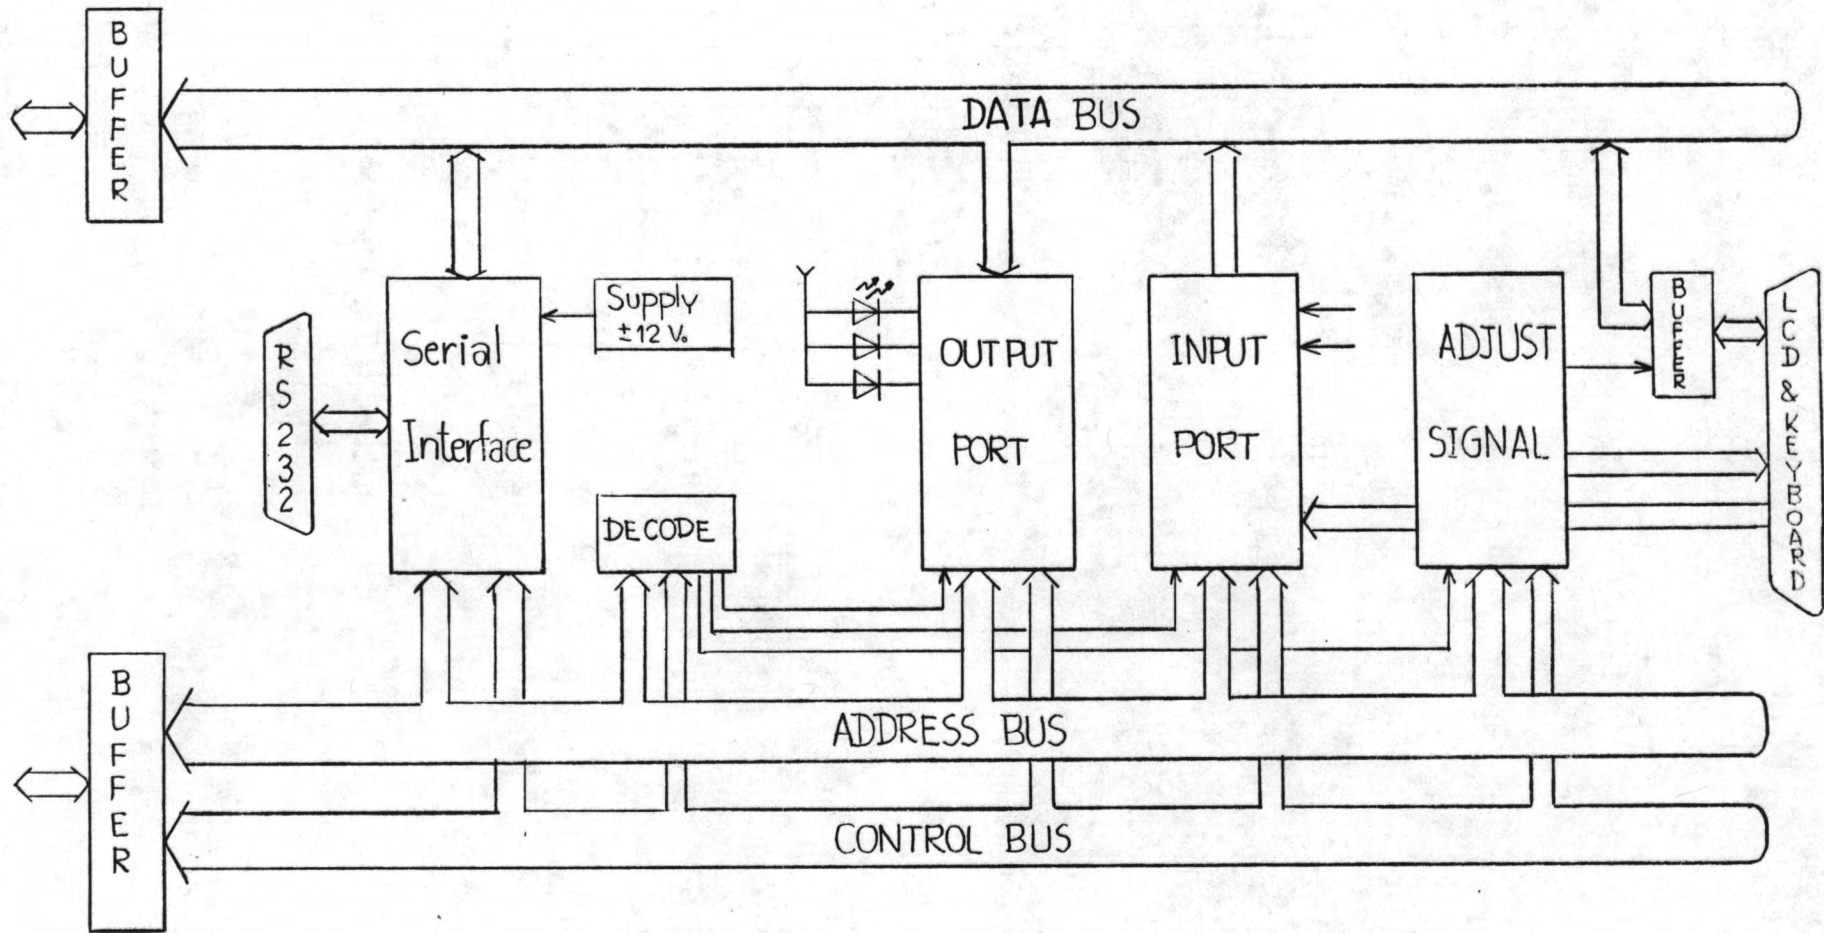 BUFFER
DATA BUS
Supply
±12 V.
Serial
Interface
RS 232
DECODE
OUTPUT
PORT
INPUT
PORT
ADJUST
SIGNAL
BUFFER
LCD & KEYBOARD
BUFFER
ADDRESS BUS
CONTROL BUS